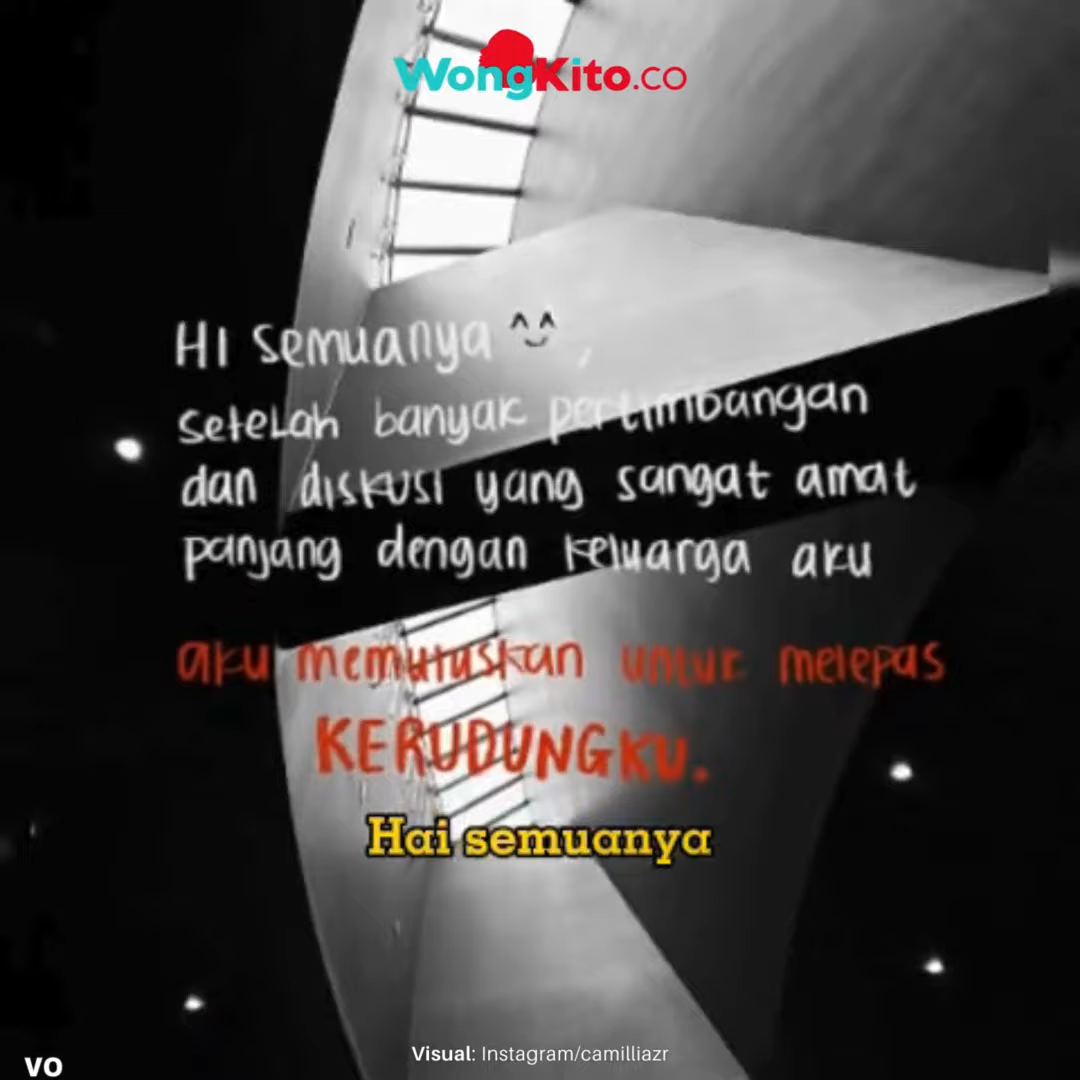 WongKito.co
HI semuanya ^^,
setelah banyak pertimbangan
dan diskusi yang sangat amat
panjang dengan keluarga aku
aku memutuskan untuk melepas
KERUDUNGKU.
Hai semuanya
Visual: Instagram/camilliazr
VO